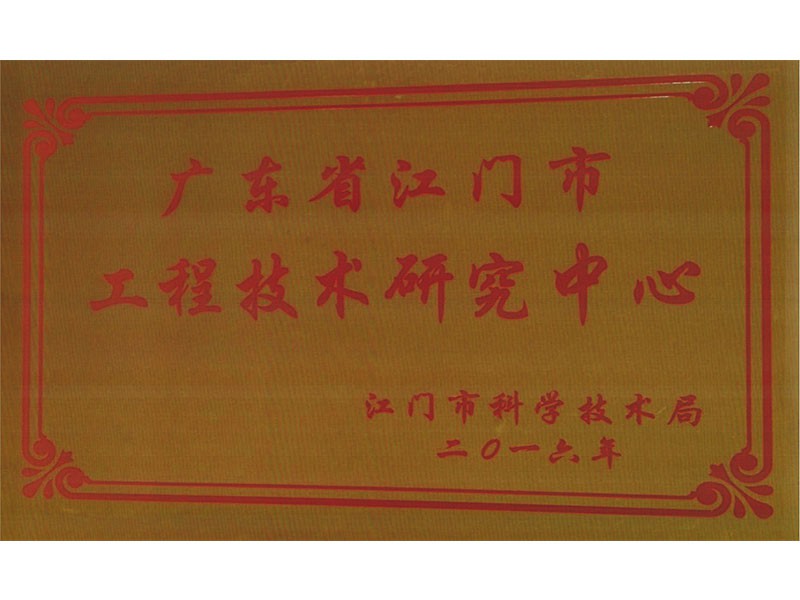 广东省江门市
工程技术研究中心
江门市科学技术局
二0一六年